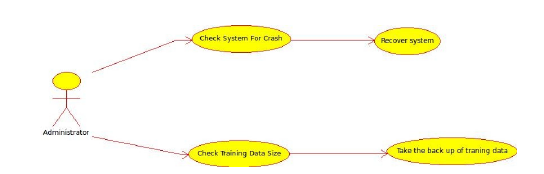 Check System For Crash
Recover system
Administrator
Check Training Data Size
Take the back up of traning data